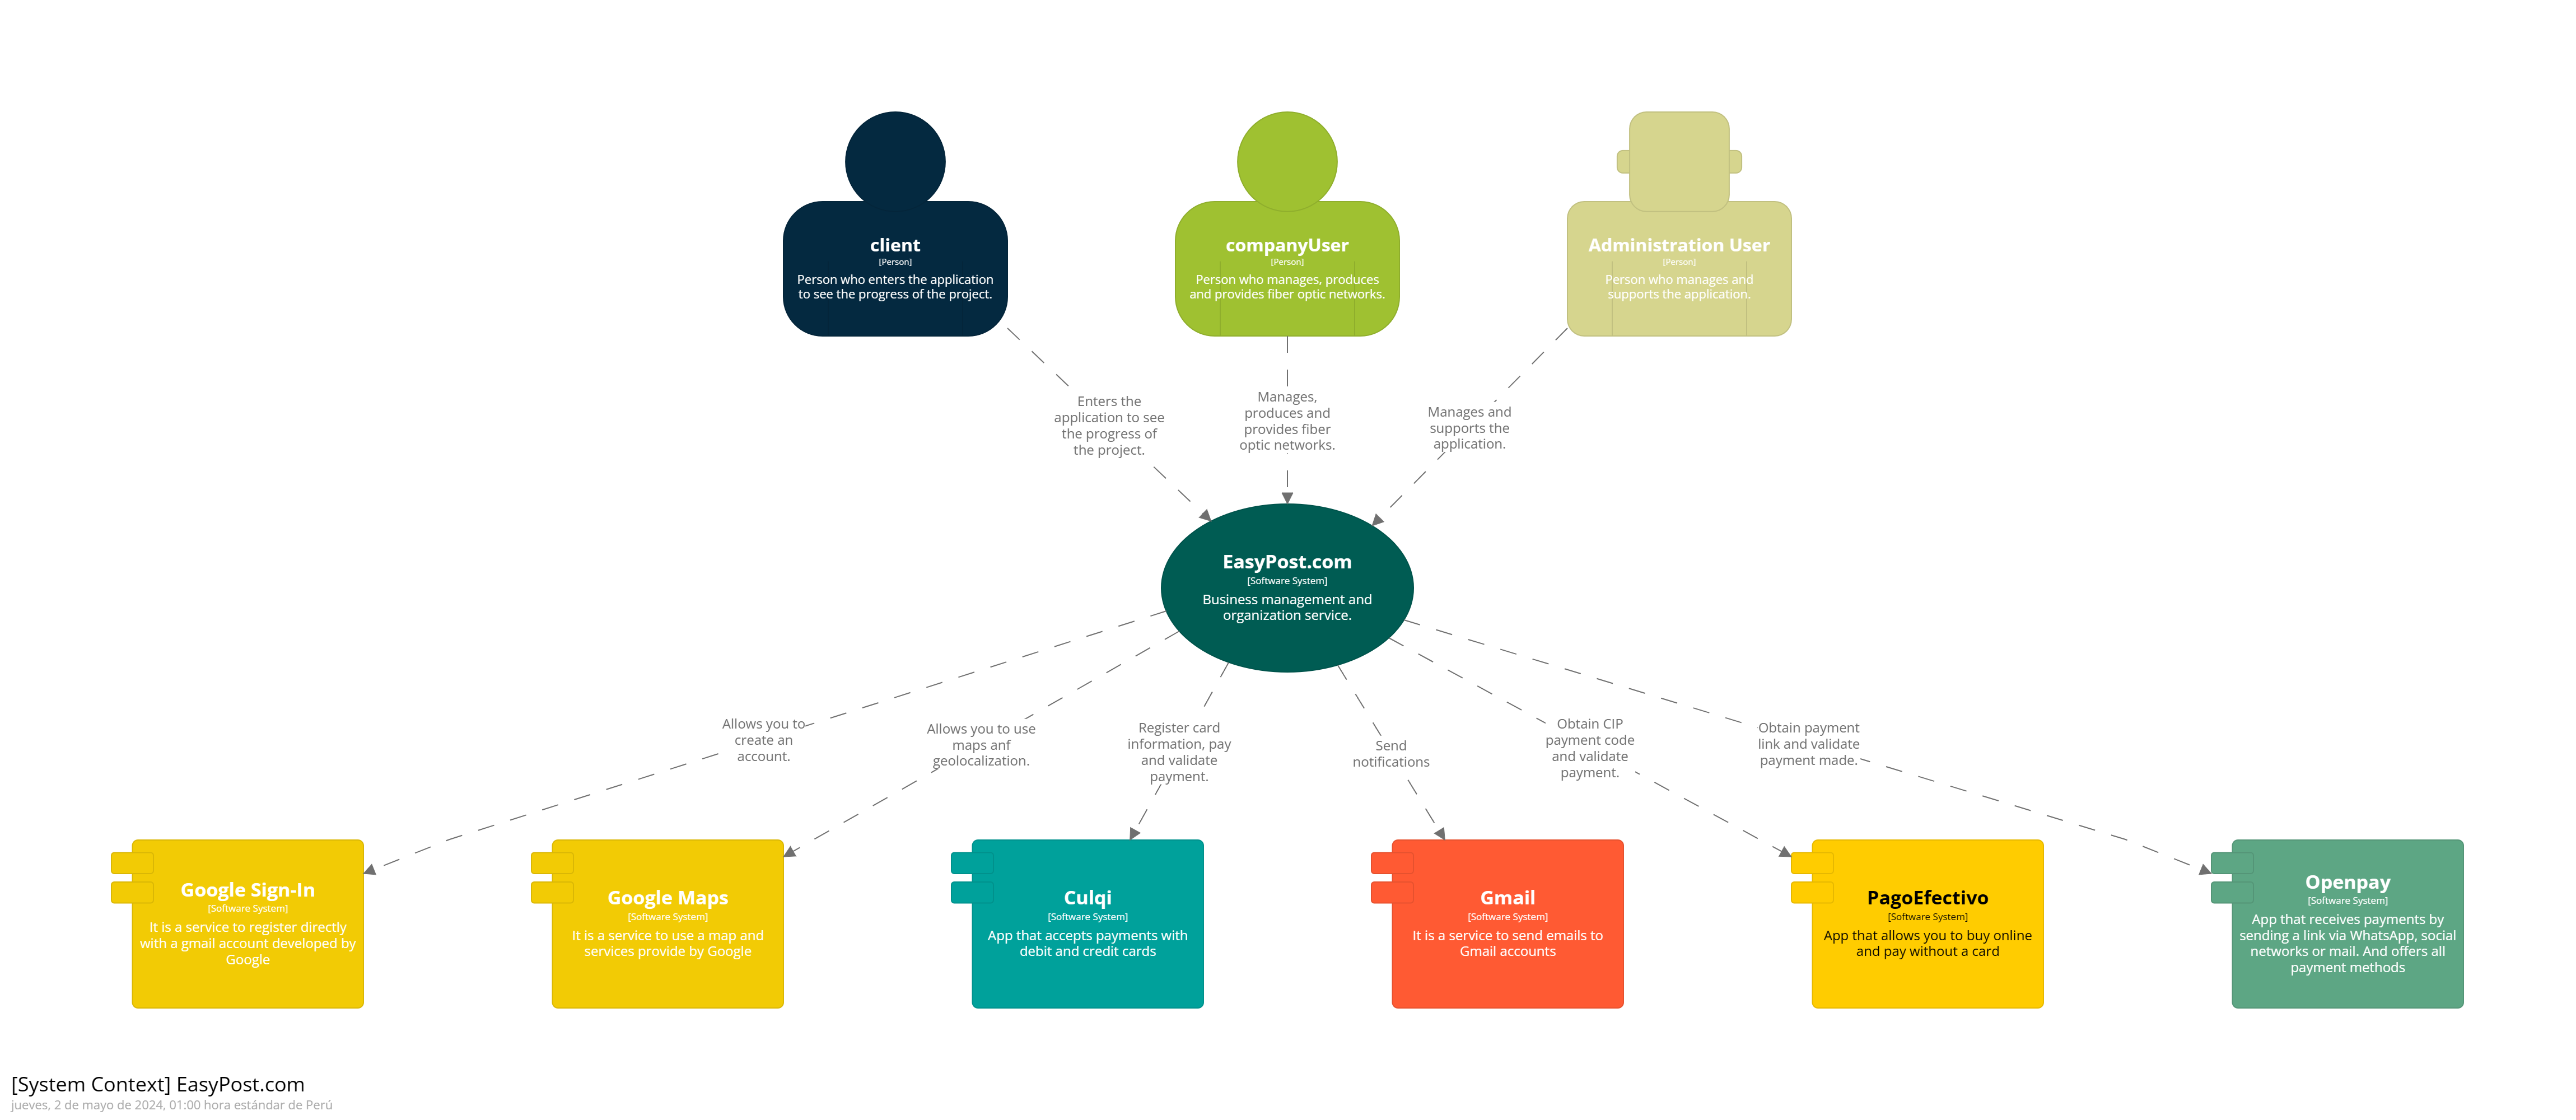 client
[Person]
Person who enters the application
to see the progress of the project.
companyUser
[Person]
Person who manages, produces
and provides fiber optic networks.
Administration User
[Person]
Person who manages and
supports the application.
Enters the
application to see
the progress of
the project.
Manages,
produces and
provides fiber
optic networks.
Manages and
supports the
application.
EasyPost.com
[Software System]
Business management and
organization service.
Allows you to
create an
account.
Allows you to use
maps anf
geolocalization.
Register card
information, pay
and validate
payment.
Send
notifications
Obtain CIP
payment code
and validate
payment.
Obtain payment
link and validate
payment made.
Google Sign-In
[Software System]
It is a service to register directly
with a gmail account developed by
Google
Google Maps
[Software System]
It is a service to use a map and
services provide by Google
Culqi
[Software System]
App that accepts payments with
debit and credit cards
Gmail
[Software System]
It is a service to send emails to
Gmail accounts
PagoEfectivo
[Software System]
App that allows you to buy online
and pay without a card
Openpay
[Software System]
App that receives payments by
sending a link via WhatsApp, social
networks or mail. And offers all
payment methods
[System Context] EasyPost.com
jueves, 2 de mayo de 2024, 01:00 hora estándar de Perú